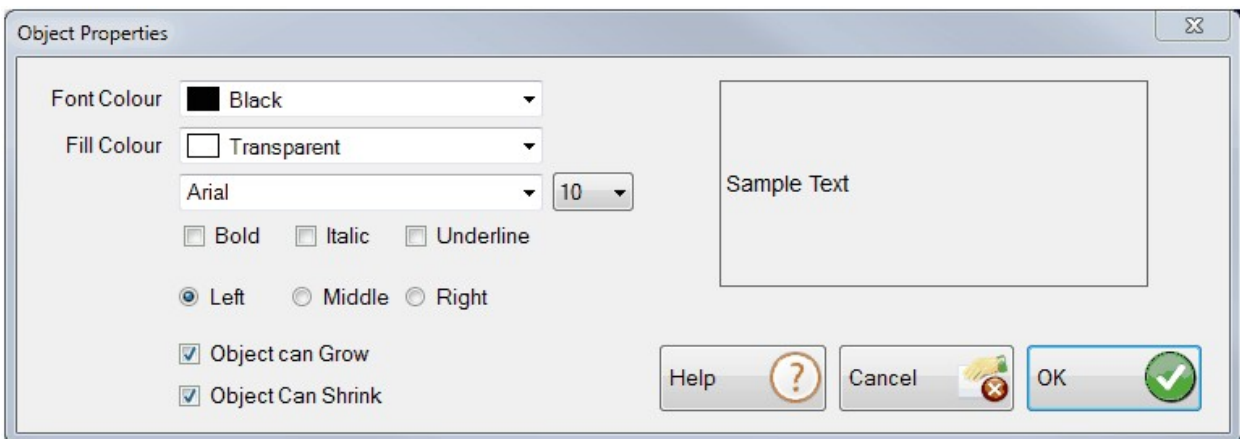 Object Properties
Font Colour Black
Fill Colour Transparent
Arial 10
Bold Italic Underline
Left Middle Right
Object can Grow
Object Can Shrink
Sample Text
Help Cancel OK